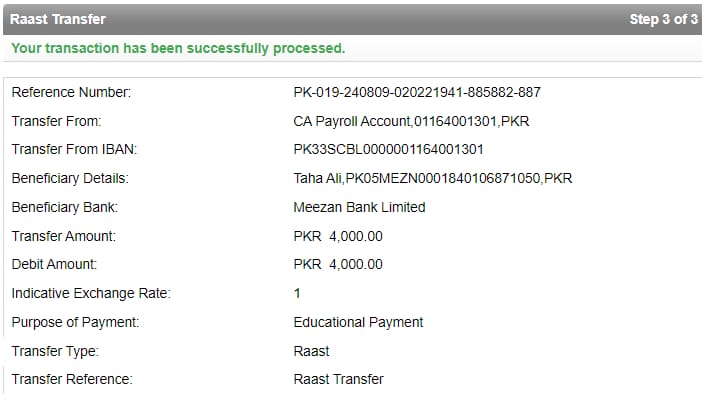 Raast Transfer Step 3 of 3
Your transaction has been successfully processed.
Reference Number: PK-019-240809-020221941-885882-887
Transfer From: CA Payroll Account,01164001301,PKR
Transfer From IBAN: PK33SCBL0000001164001301
Beneficiary Details: Taha Ali,PK05MEZN0001840106871050,PKR
Beneficiary Bank: Meezan Bank Limited
Transfer Amount: PKR 4,000.00
Debit Amount: PKR 4,000.00
Indicative Exchange Rate: 1
Purpose of Payment: Educational Payment
Transfer Type: Raast
Transfer Reference: Raast Transfer